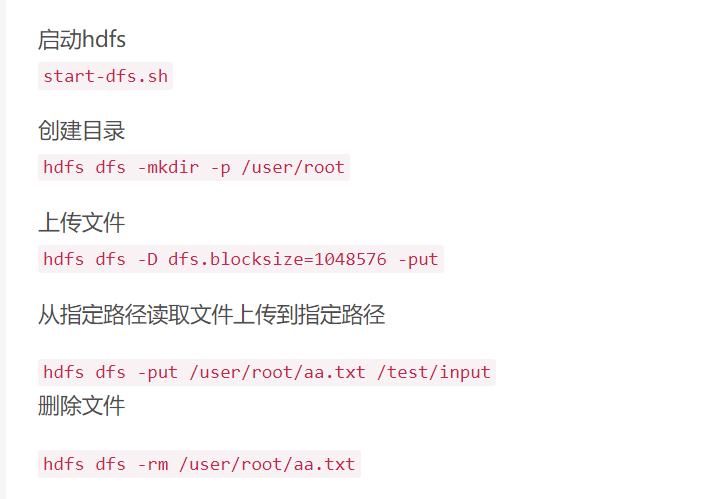 启动hdfs
start-dfs.sh
创建目录
hdfs dfs -mkdir -p /user/root
上传文件
hdfs dfs -D dfs.blocksize=1048576 -put
从指定路径读取文件上传到指定路径
hdfs dfs -put /user/root/aa.txt /test/input
删除文件
hdfs dfs -rm /user/root/aa.txt